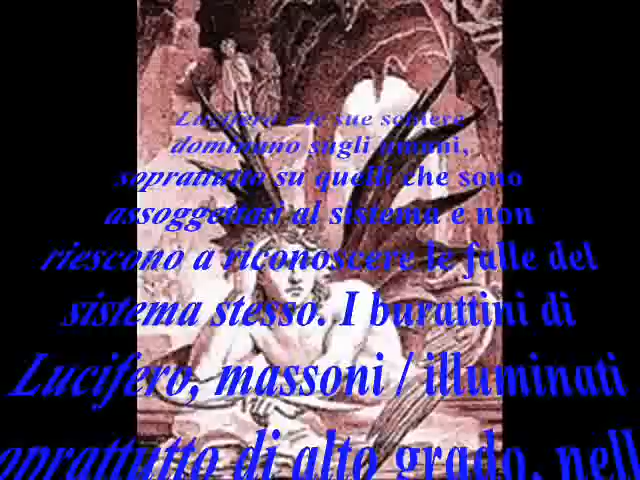 Lucifero e le sue schiere
dominano sugli umani,
soprattutto su quelli che sono
assoggettati al sistema e non
riescono a riconoscere le falle del
sistema stesso. I burattini di
Lucifero, massoni / illuminati
oprattutto di alto grado, nell